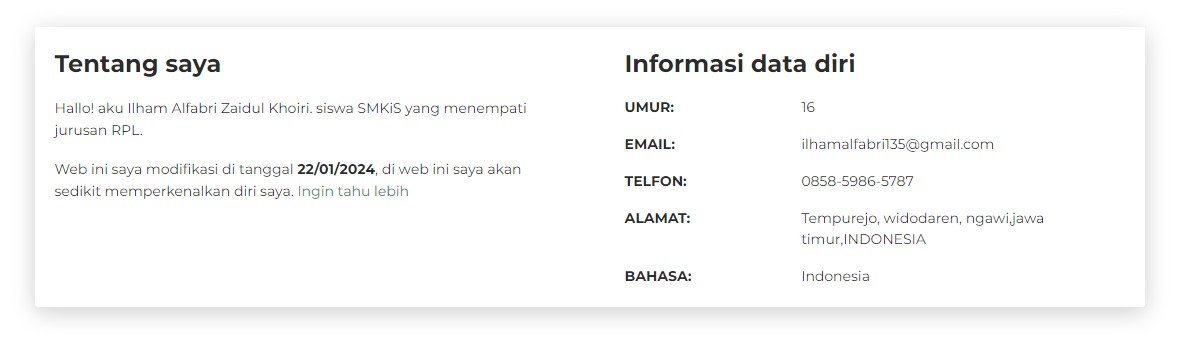 Tentang saya
Hallo! aku Ilham Alfabri Zaidul Khoiri. siswa SMKiS yang menempati
jurusan RPL.
Web ini saya modifikasi di tanggal 22/01/2024, di web ini saya akan
sedikit memperkenalkan diri saya. Ingin tahu lebih
Informasi data diri
UMUR: 16
EMAIL: ilhamalfabri135@gmail.com
TELFON: 0858-5986-5787
ALAMAT: Tempurejo, widodaren, ngawi,jawa
timur,INDONESIA
BAHASA: Indonesia